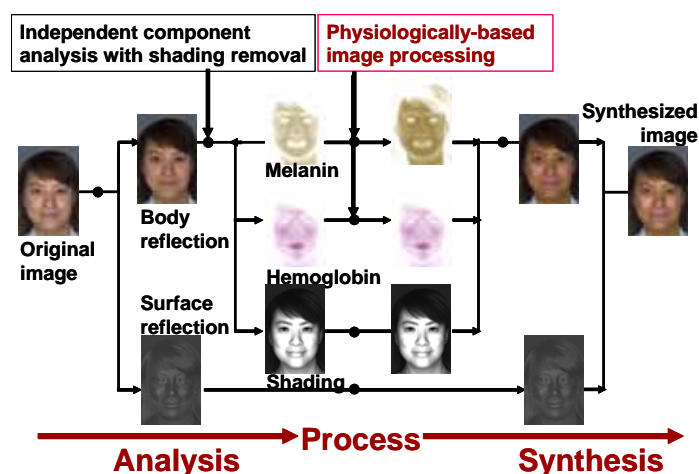 Independent component
analysis with shading removal
Physiologically-based
image processing
Synthesized
image
Melanin
Original
image
Body
reflection
Hemoglobin
Surface
reflection
Shading
Analysis
Process
Synthesis